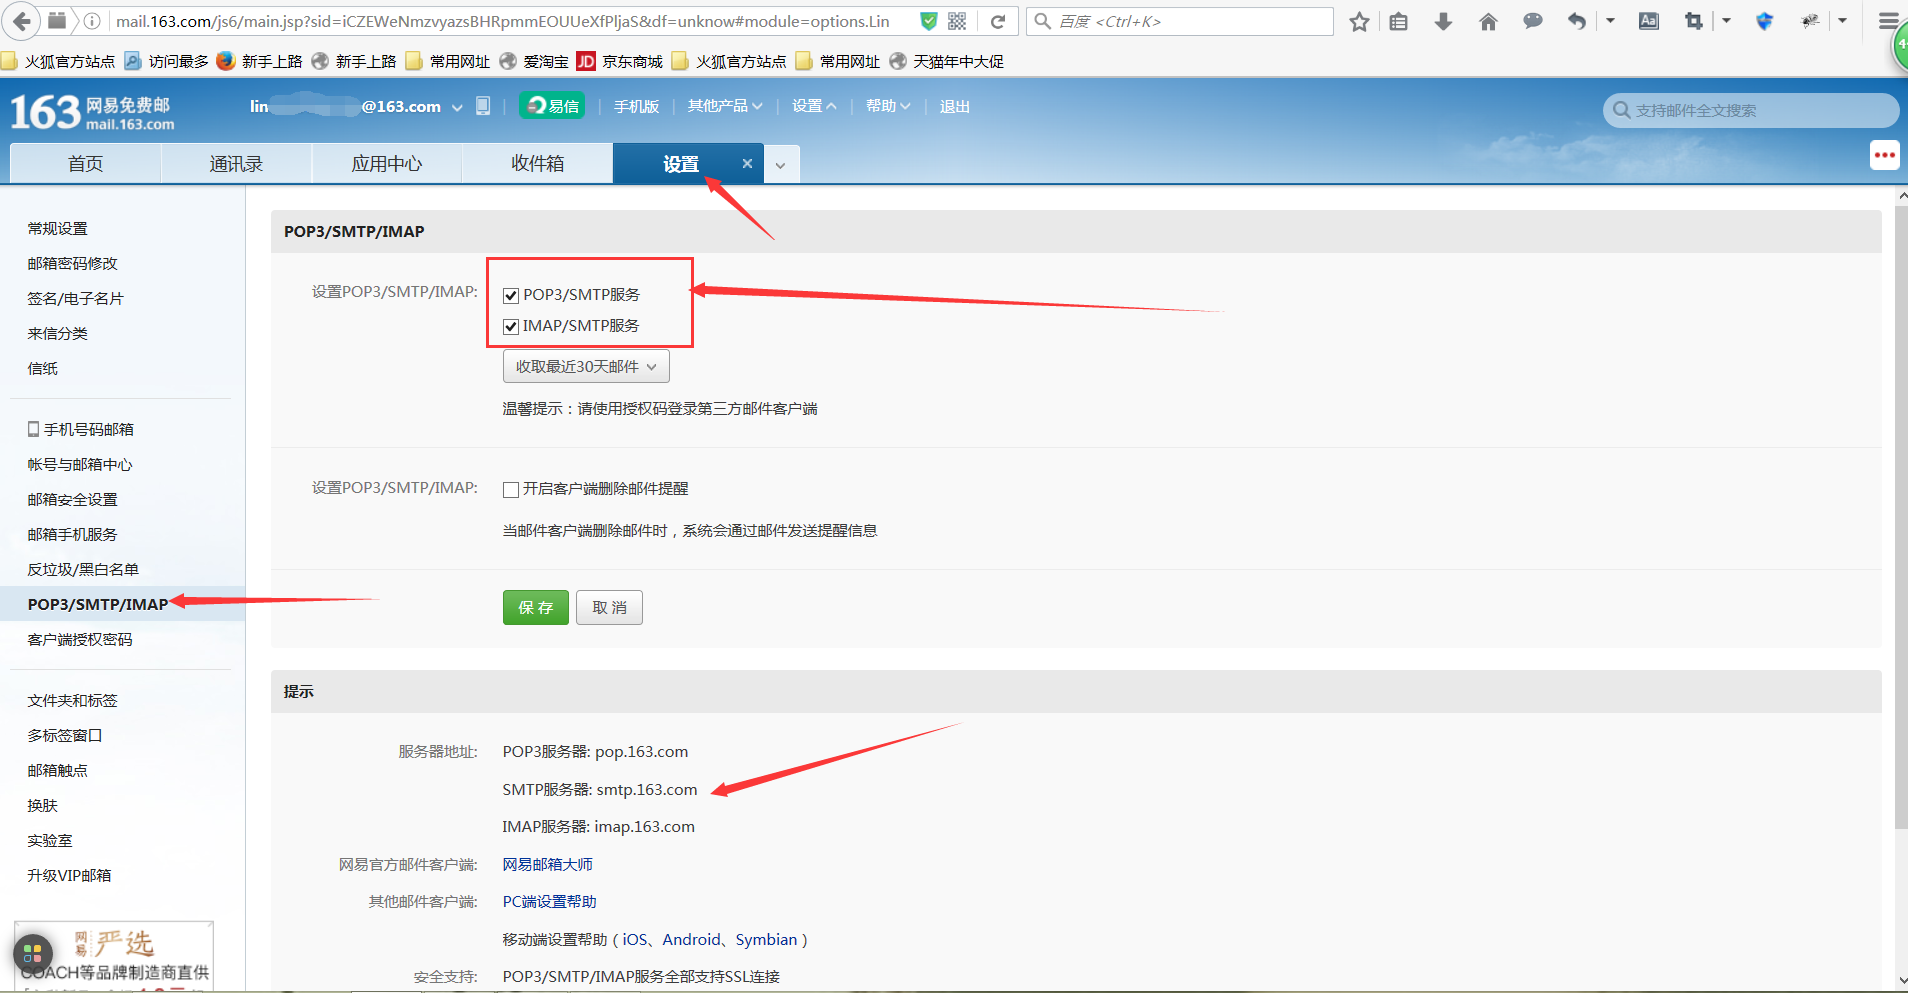 mail.163.com/js6/main.jsp?sid=iCZEWeNmzvyazsBHRpmmEOUUeXfPljaS&df=unknow#module=options.Lin
百度 <Ctrl+K>
火狐官方站点 访问最多 新手上路 新手上路 常用网址 爱淘宝 JD 京东商城 火狐官方站点 常用网址 天猫年中大促
163 网易免费邮 mail.163.com
lin @163.com 易信 手机版 其他产品 设置 帮助 退出
支持邮件全文搜索
首页 通讯录 应用中心 收件箱 设置
常规设置
邮箱密码修改
签名/电子名片
来信分类
信纸
手机号码邮箱
帐号与邮箱中心
邮箱安全设置
邮箱手机服务
反垃圾/黑白名单
POP3/SMTP/IMAP
客户端授权密码
文件夹和标签
多标签窗口
邮箱触点
换肤
实验室
升级VIP邮箱
网易严选
COACH等品牌制造商直供
POP3/SMTP/IMAP
设置POP3/SMTP/IMAP: POP3/SMTP服务
IMAP/SMTP服务
收取最近30天邮件
温馨提示：请使用授权码登录第三方邮件客户端
设置POP3/SMTP/IMAP: 开启客户端删除邮件提醒
当邮件客户端删除邮件时，系统会通过邮件发送提醒信息
保 存 取 消
提示
服务器地址: POP3服务器: pop.163.com
SMTP服务器: smtp.163.com
IMAP服务器: imap.163.com
网易官方邮件客户端: 网易邮箱大师
其他邮件客户端: PC端设置帮助
移动端设置帮助（iOS、Android、Symbian）
安全支持: POP3/SMTP/IMAP服务全部支持SSL连接